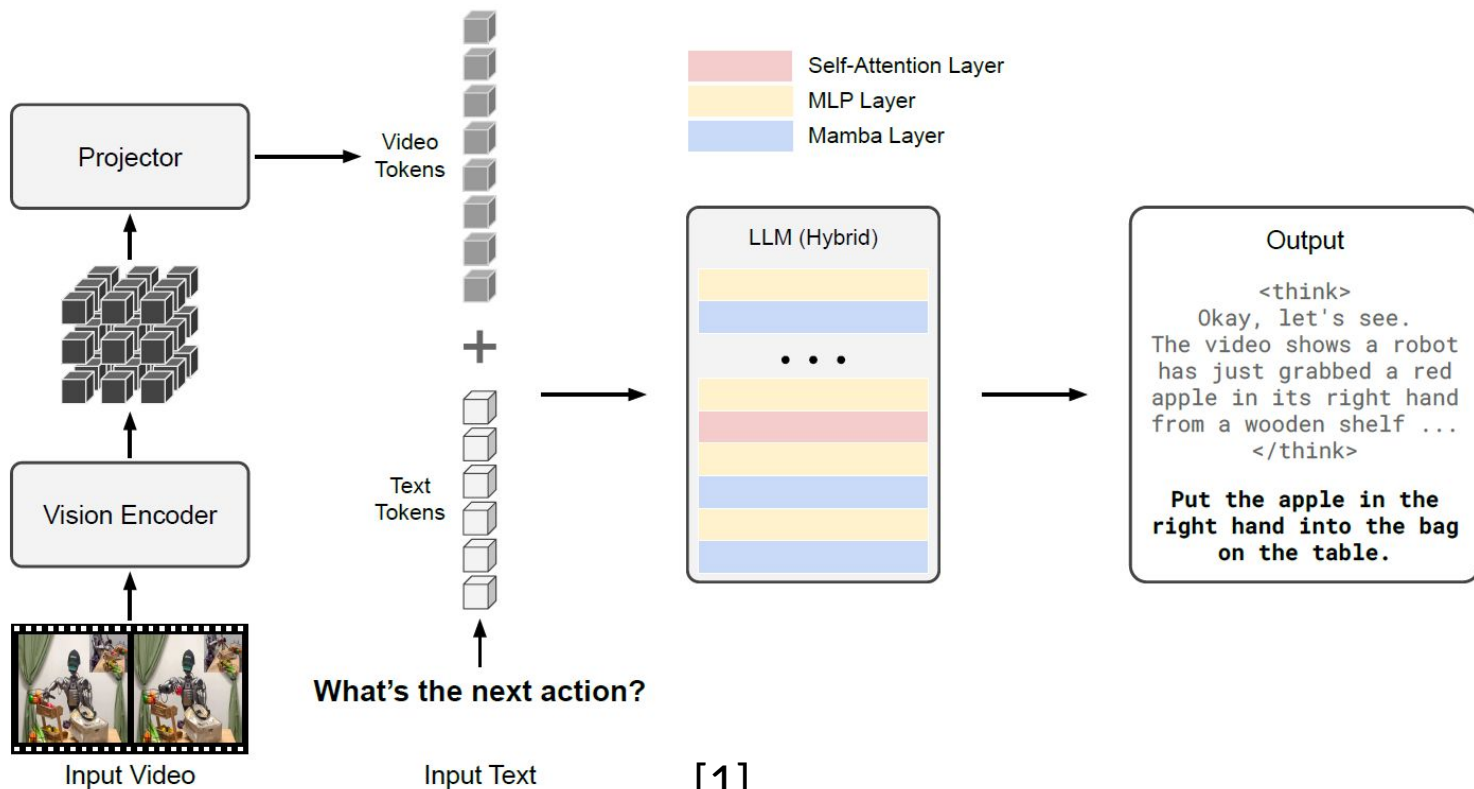 Self-Attention Layer
MLP Layer
Mamba Layer
Projector
Video
Tokens
LLM (Hybrid)
Output
<think>
Okay, let's see.
The video shows a robot
has just grabbed a red
apple in its right hand
from a wooden shelf ...
</think>
Put the apple in the
right hand into the bag
on the table.
+
Text
Tokens
Vision Encoder
What's the next action?
Input Video
Input Text
[1]